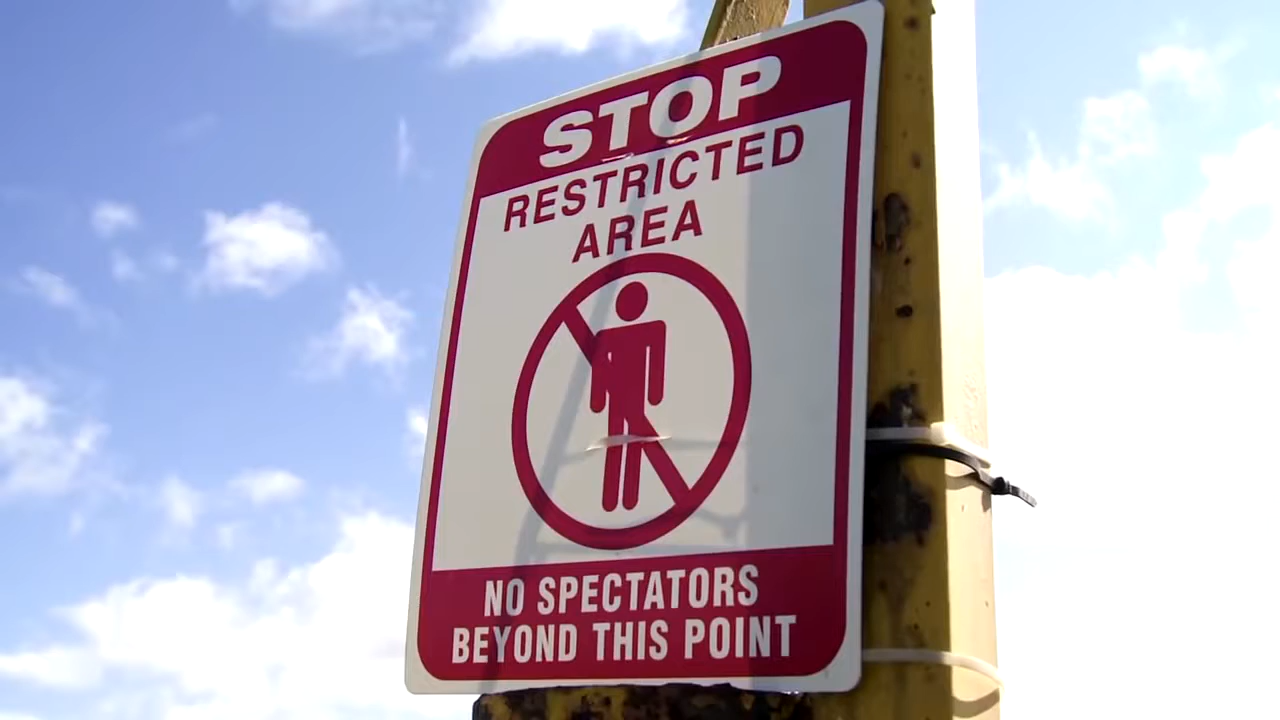 STOP
RESTRICTED
AREA
NO SPECTATORS
BEYOND THIS POINT